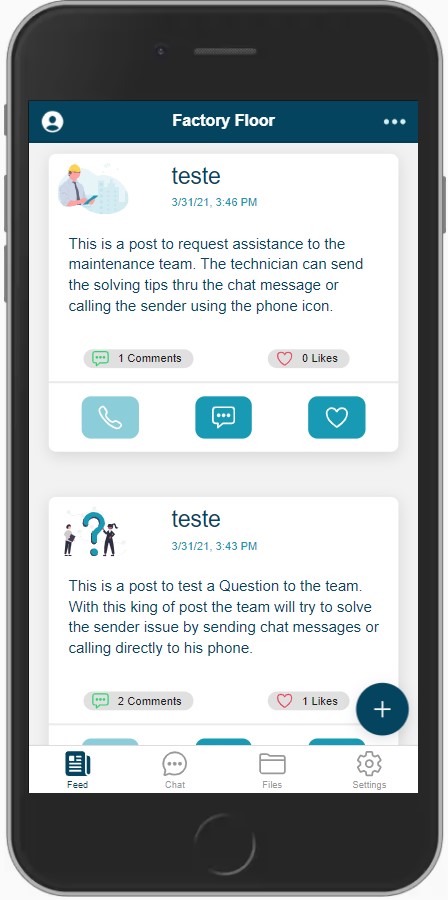 Factory Floor
teste
3/31/21, 3:46 PM
This is a post to request assistance to the
maintenance team. The technician can send
the solving tips thru the chat message or
calling the sender using the phone icon.
1 Comments
0 Likes
teste
3/31/21, 3:43 PM
This is a post to test a Question to the team.
With this king of post the team will try to solve
the sender issue by sending chat messages or
calling directly to his phone.
2 Comments
1 Likes
Feed
Chat
Files
Settings